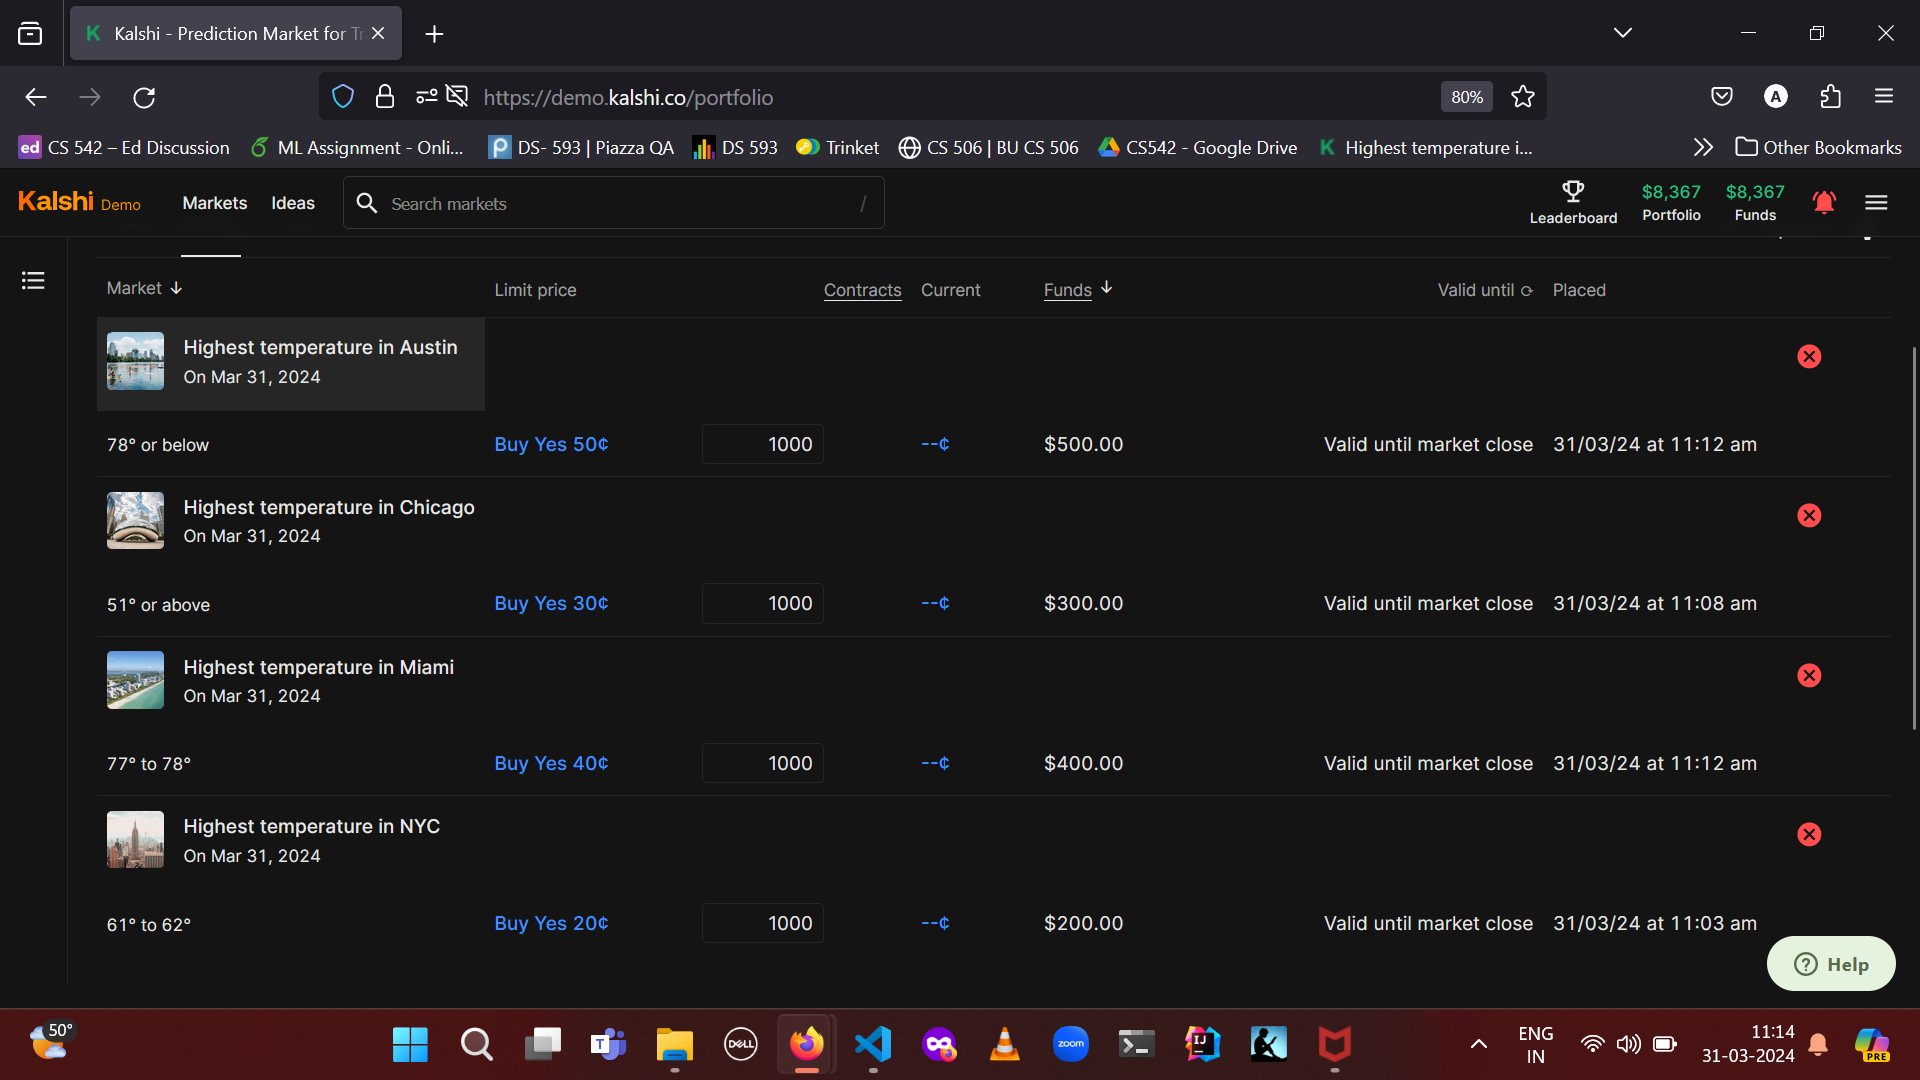 Kalshi - Prediction Market for Tr
https://demo.kalshi.co/portfolio
80%
CS 542 – Ed Discussion
ML Assignment - Onli...
DS- 593 | Piazza QA
DS 593
Trinket
CS 506 | BU CS 506
CS542 - Google Drive
Highest temperature i...
Other Bookmarks
Kalshi Demo
Markets
Ideas
Search markets
/
Leaderboard
$8,367
Portfolio
$8,367
Funds
Market
Limit price
Contracts
Current
Funds
Valid until
Placed
Highest temperature in Austin
On Mar 31, 2024
78° or below
Buy Yes 50¢
1000
--¢
$500.00
Valid until market close
31/03/24 at 11:12 am
Highest temperature in Chicago
On Mar 31, 2024
51° or above
Buy Yes 30¢
1000
--¢
$300.00
Valid until market close
31/03/24 at 11:08 am
Highest temperature in Miami
On Mar 31, 2024
77° to 78°
Buy Yes 40¢
1000
--¢
$400.00
Valid until market close
31/03/24 at 11:12 am
Highest temperature in NYC
On Mar 31, 2024
61° to 62°
Buy Yes 20¢
1000
--¢
$200.00
Valid until market close
31/03/24 at 11:03 am
Help
50°
DELL
zoom
ENG
IN
11:14
31-03-2024
PRE